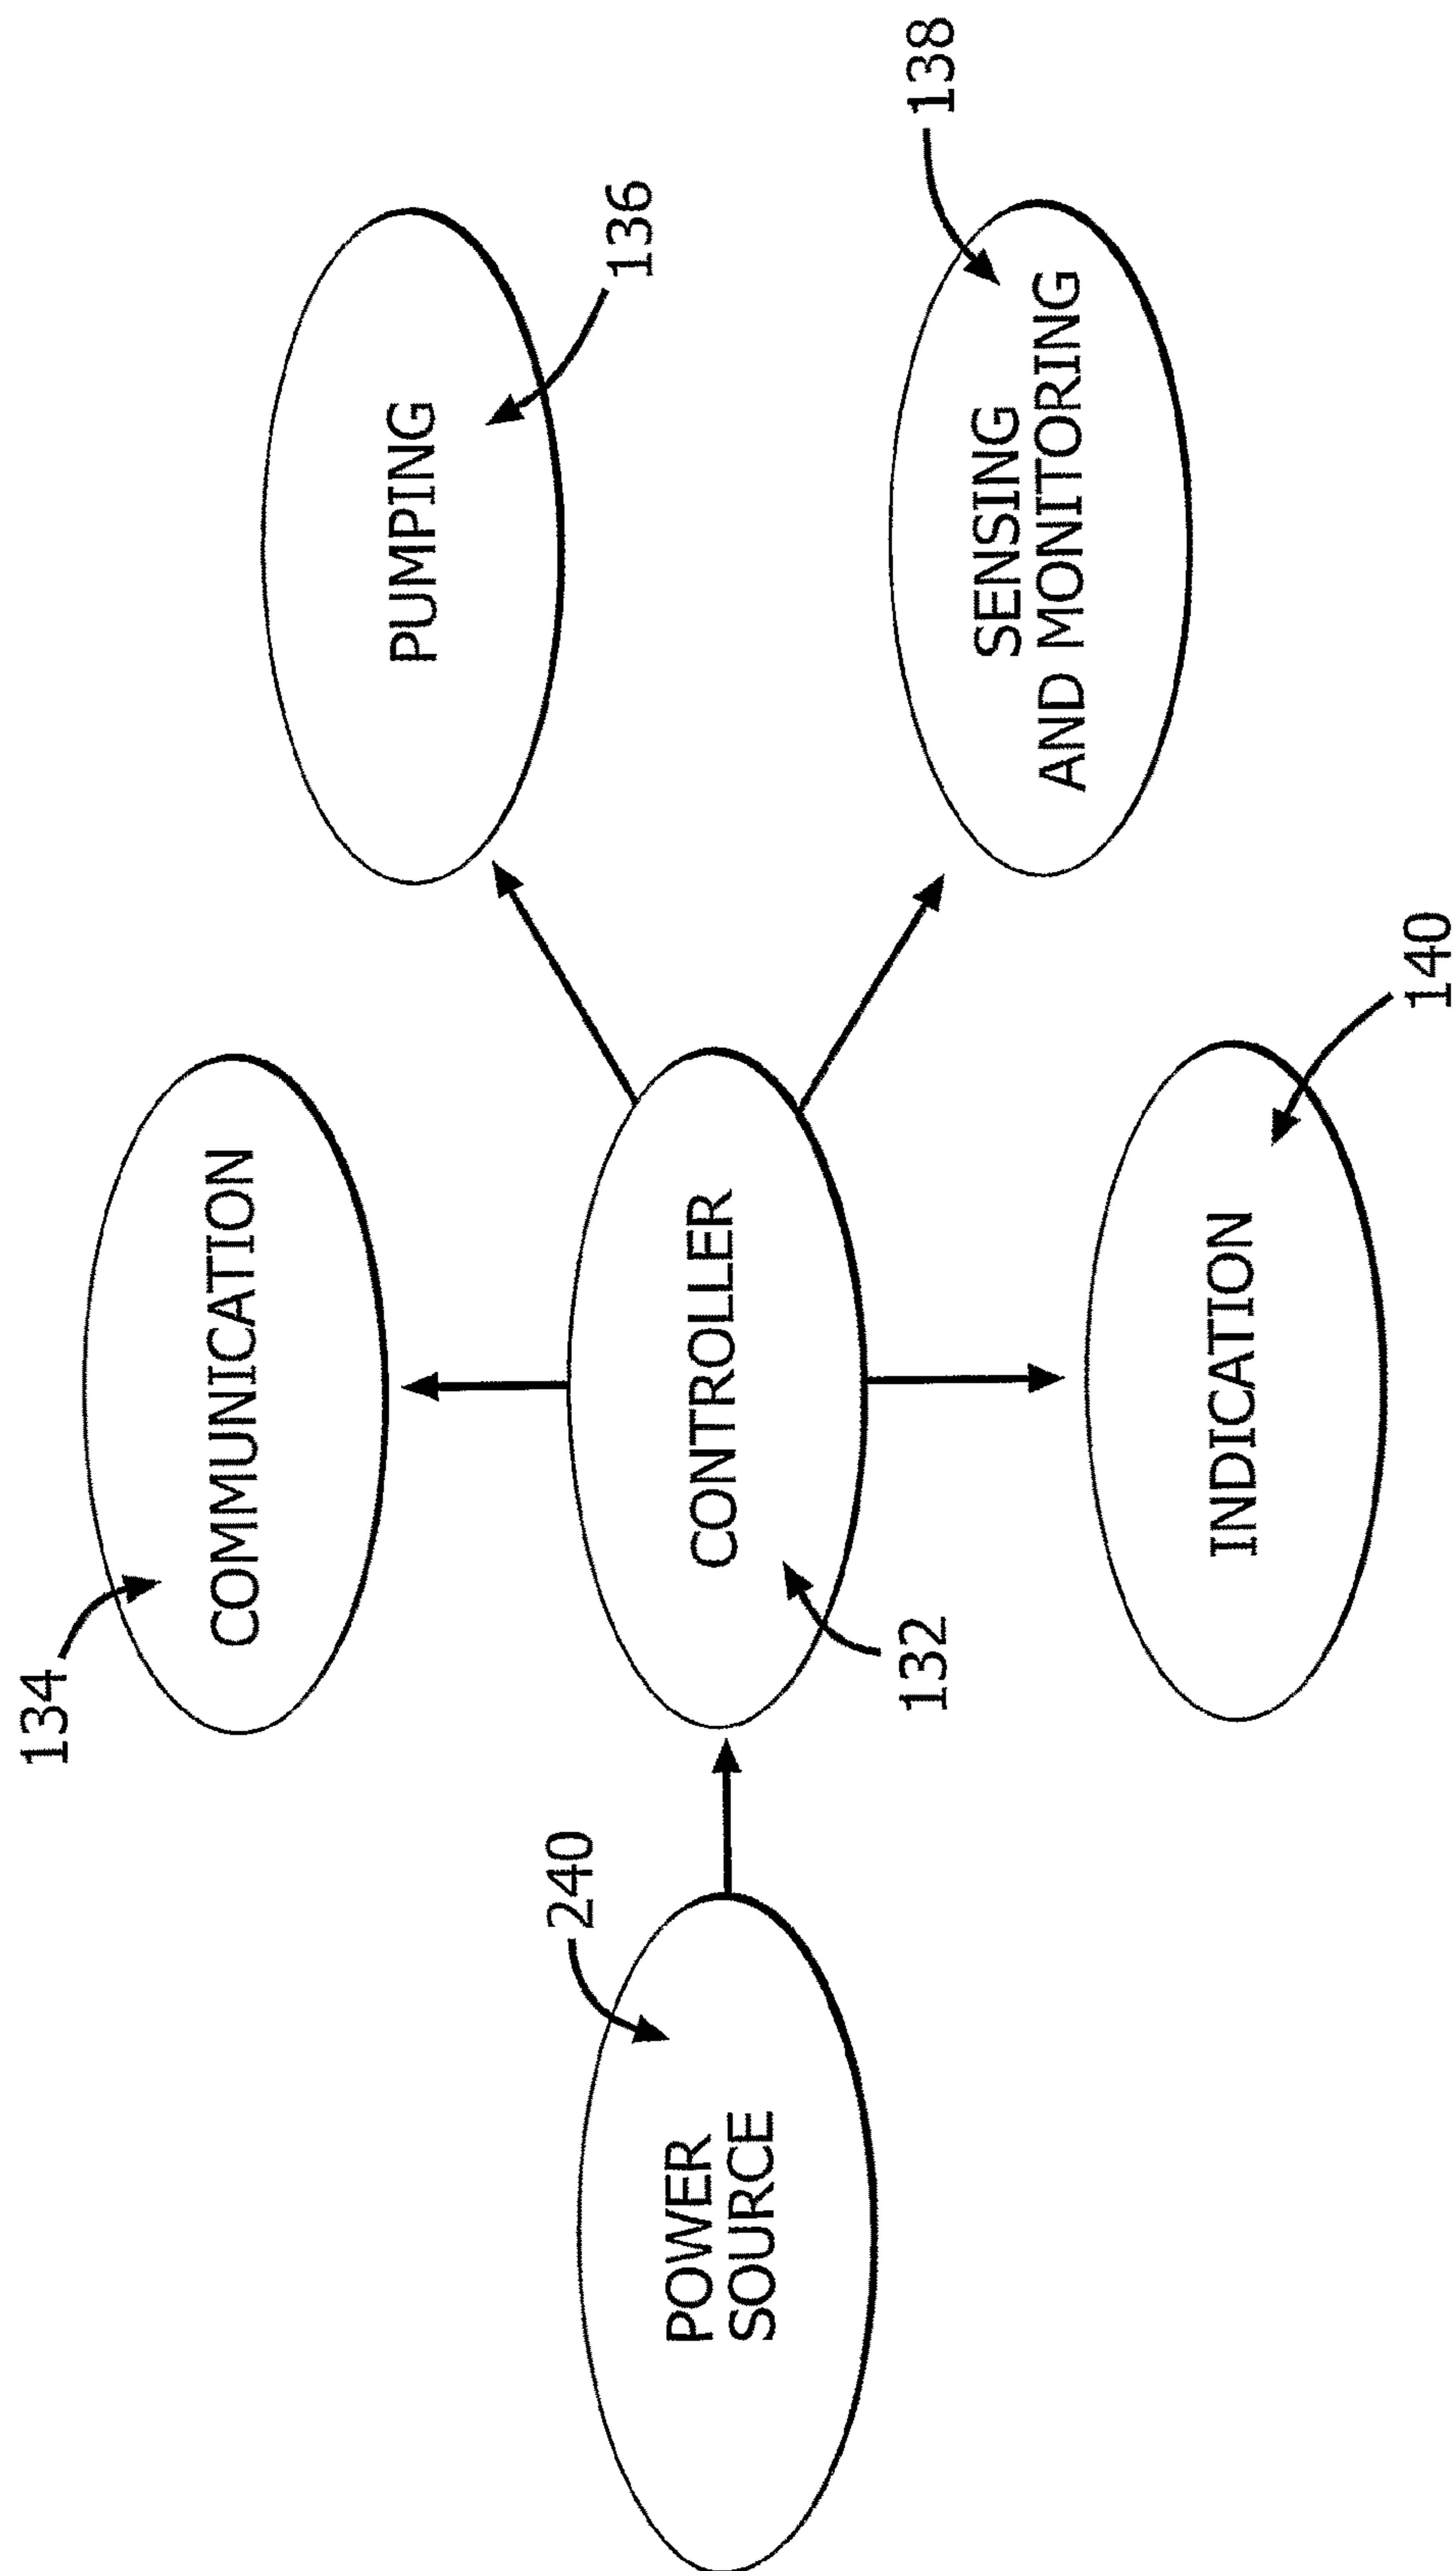 134
COMMUNICATION
PUMPING
136
240
POWER
SOURCE
CONTROLLER
132
138
SENSING
AND MONITORING
INDICATION
140